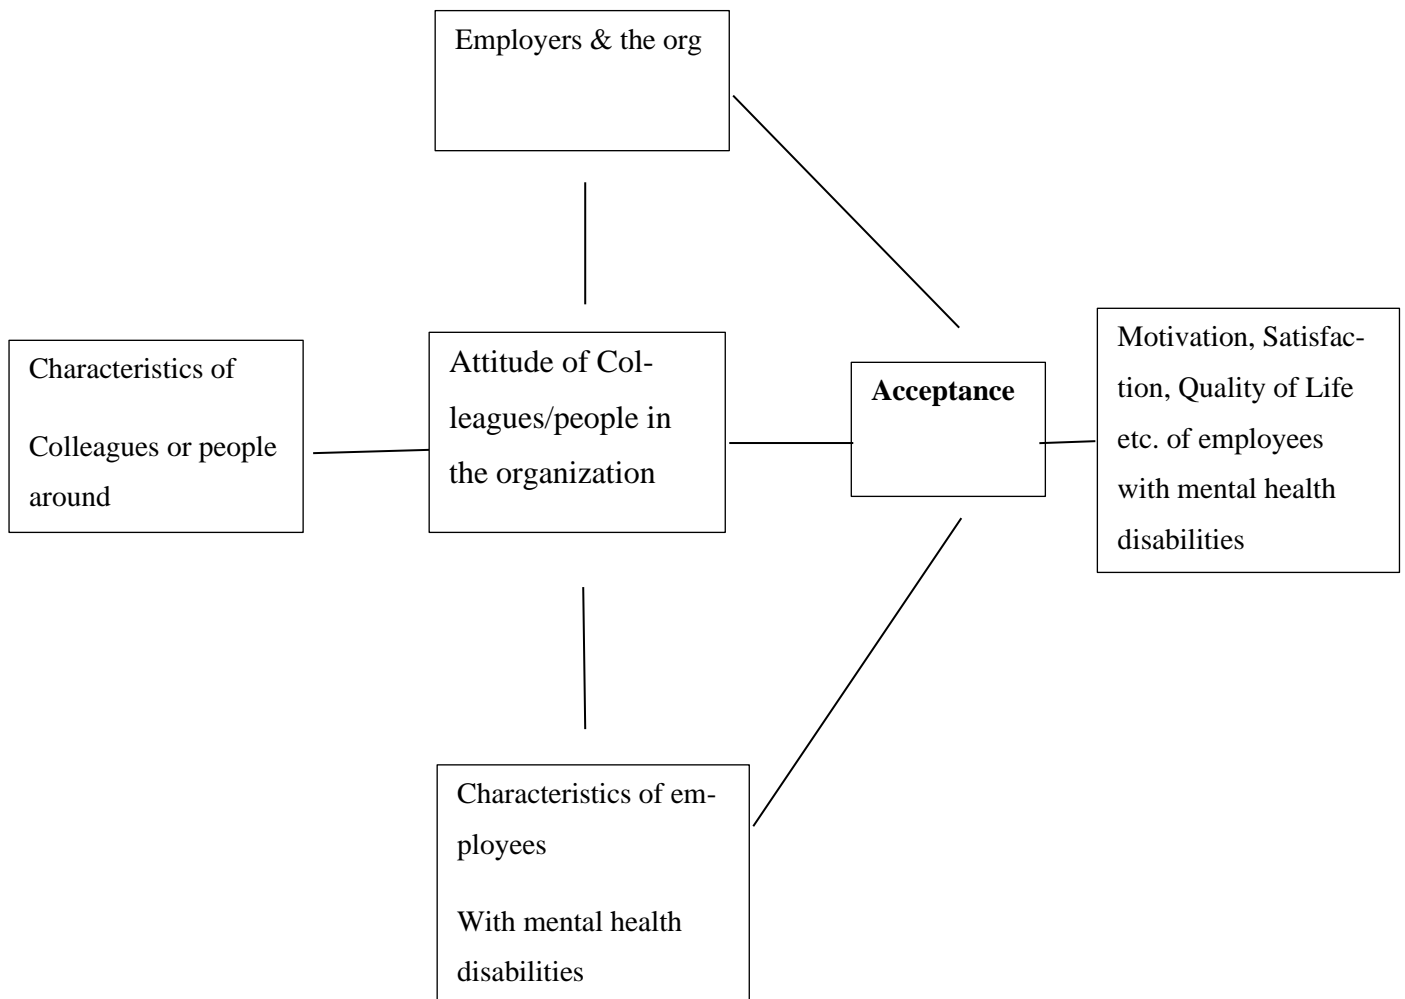 Employers & the org
Characteristics of
Colleagues or people
around
Attitude of Col-
leagues/people in
the organization
Acceptance
Motivation, Satisfac-
tion, Quality of Life
etc. of employees
with mental health
disabilities
Characteristics of em-
ployees
With mental health
disabilities